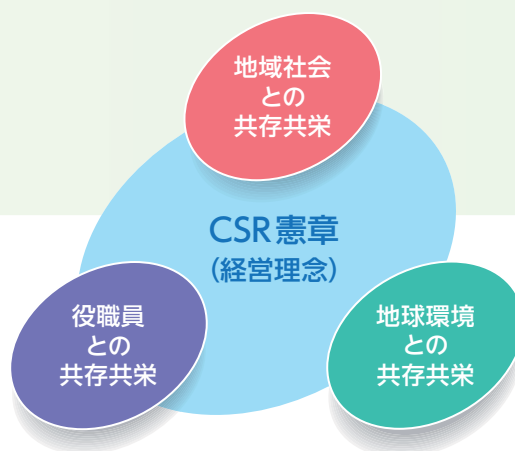 地域社会
との
共存共栄
CSR憲章
(経営理念)
役職員
との
共存共栄
地球環境
との
共存共栄